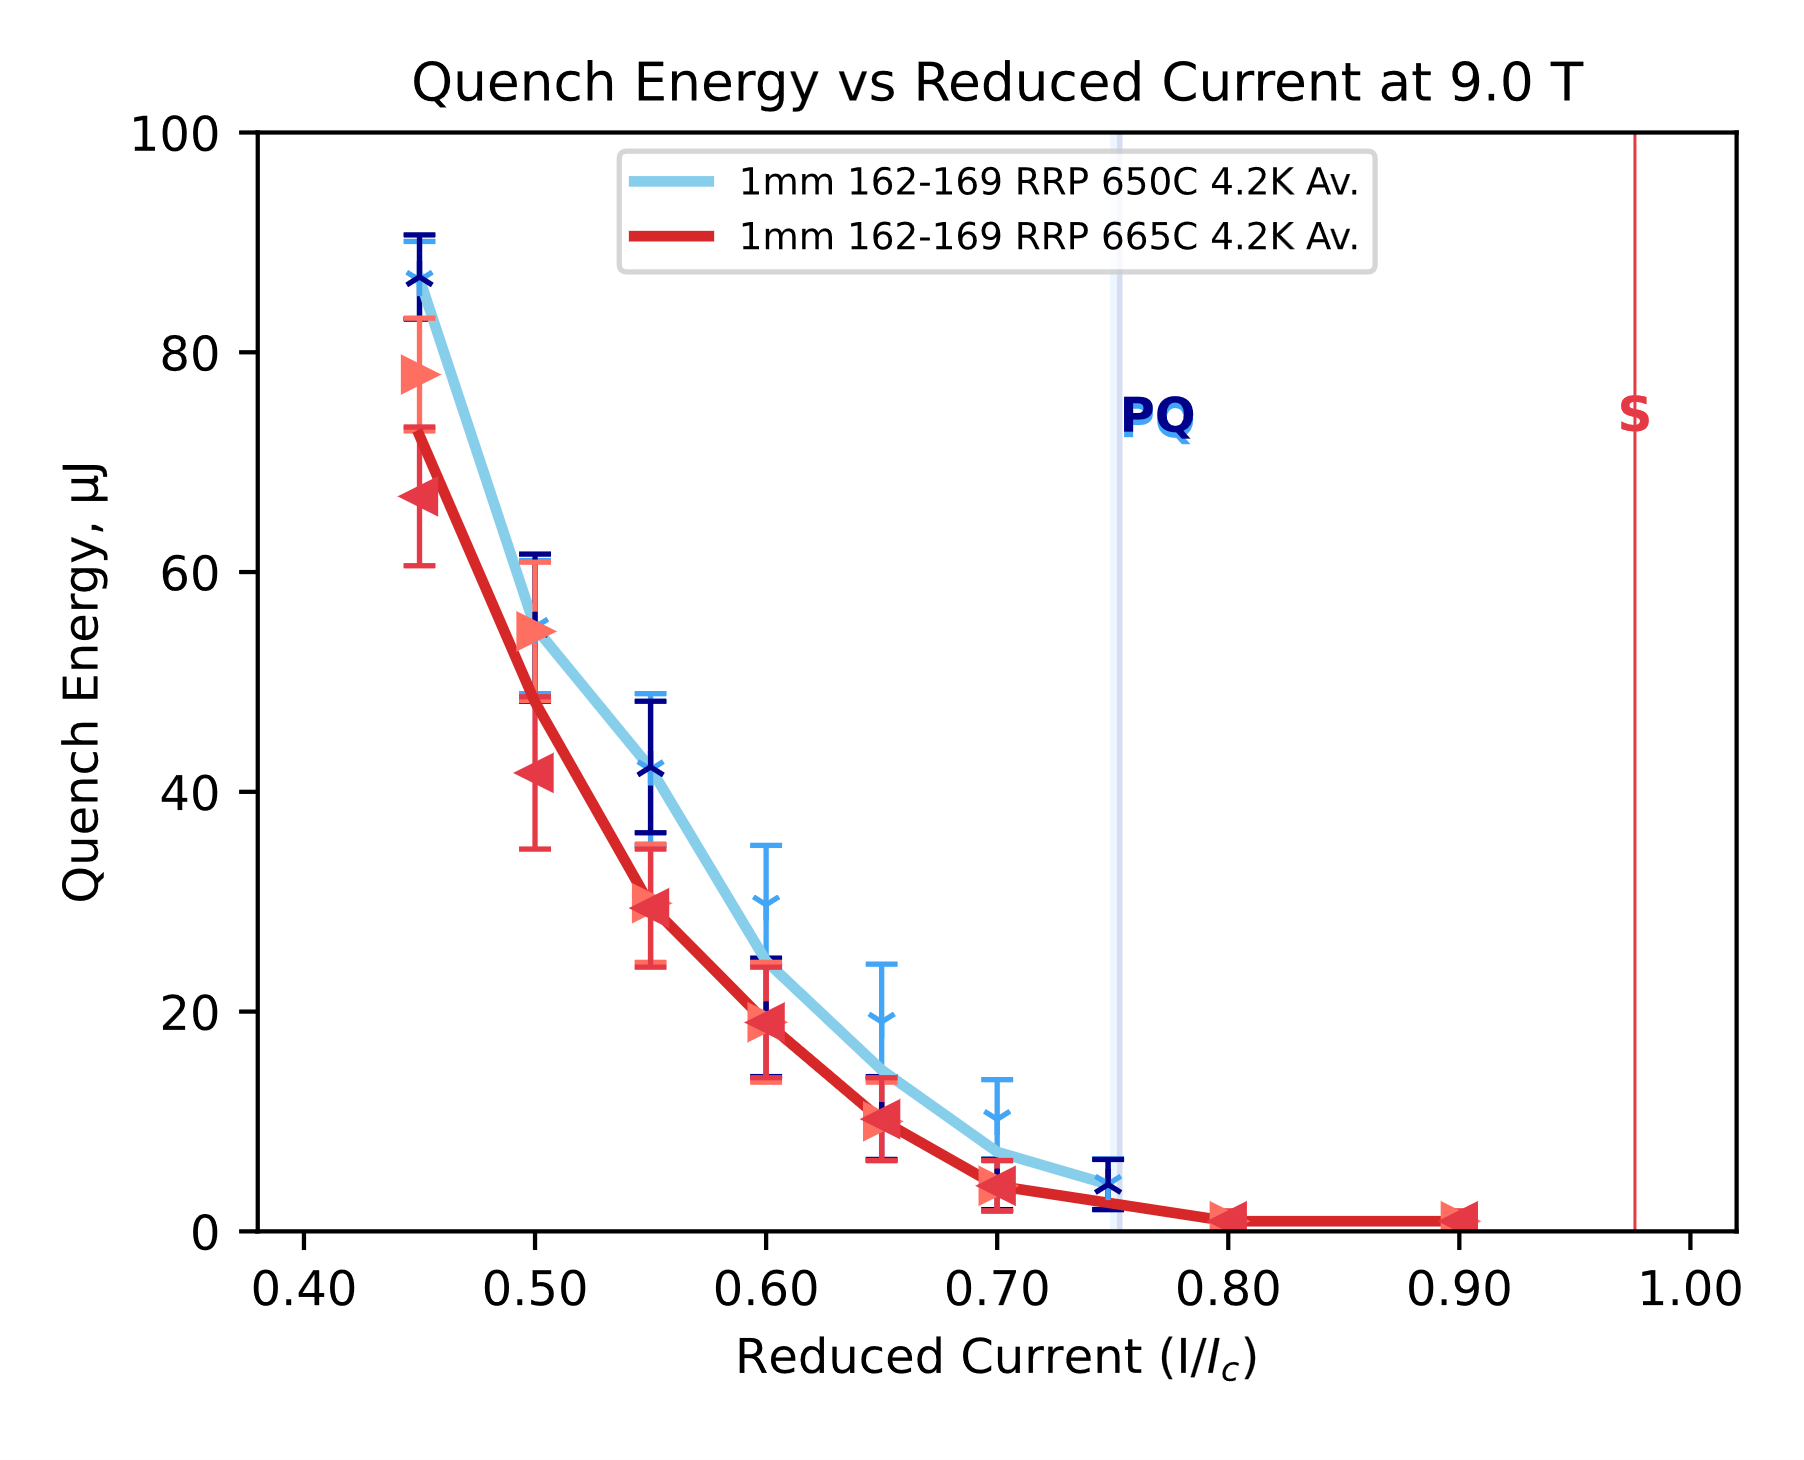 Quench Energy vs Reduced Current at 9.0 T
100
80
60
40
20
0
Quench Energy, μJ
1mm 162-169 RRP 650C 4.2K Av.
1mm 162-169 RRP 665C 4.2K Av.
PQ
PQ
S
0.40 0.50 0.60 0.70 0.80 0.90 1.00
Reduced Current (I/I_c)